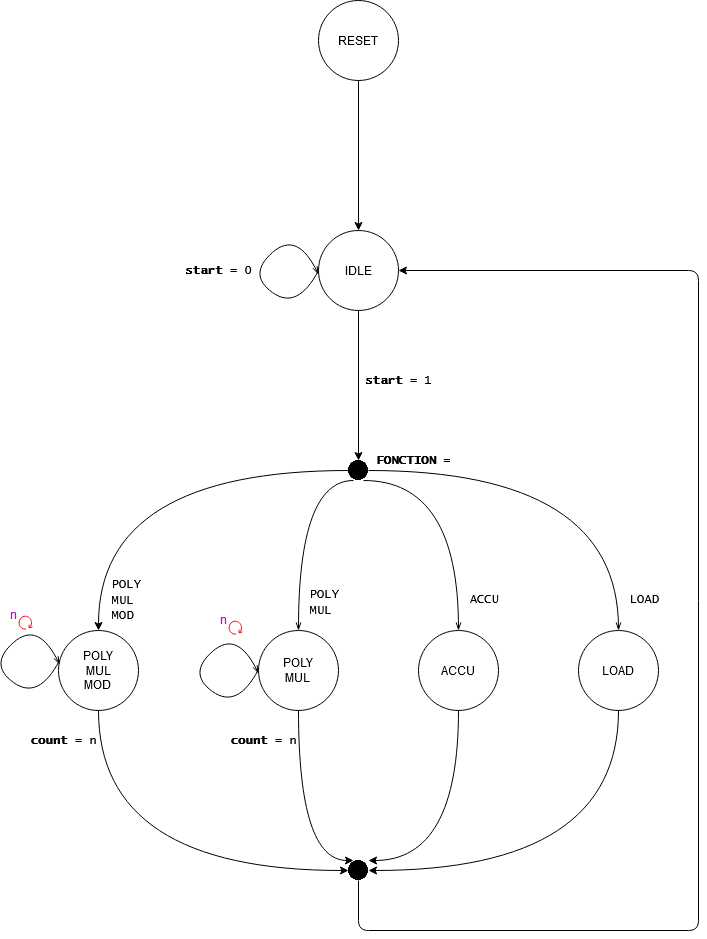 RESET
start = 0
IDLE
start = 1
FONCTION =
POLY
MUL
MOD
POLY
MUL
ACCU
LOAD
n
n
POLY
MUL
MOD
POLY
MUL
ACCU
LOAD
count = n
count = n